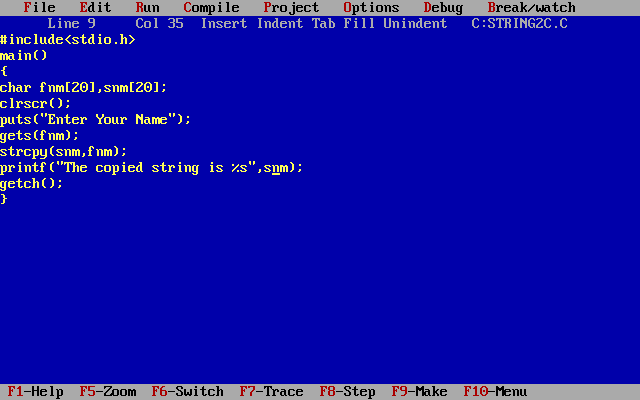 File Edit Run Compile Project Options Debug Break/watch
Line 9 Col 35 Insert Indent Tab Fill Unindent C:STRING2C.C
#include<stdio.h>
main()
{
char fnm[20],snm[20];
clrscr();
puts("Enter Your Name");
gets(fnm);
strcpy(snm,fnm);
printf("The copied string is %s",snm);
getch();
}
F1-Help F5-Zoom F6-Switch F7-Trace F8-Step F9-Make F10-Menu